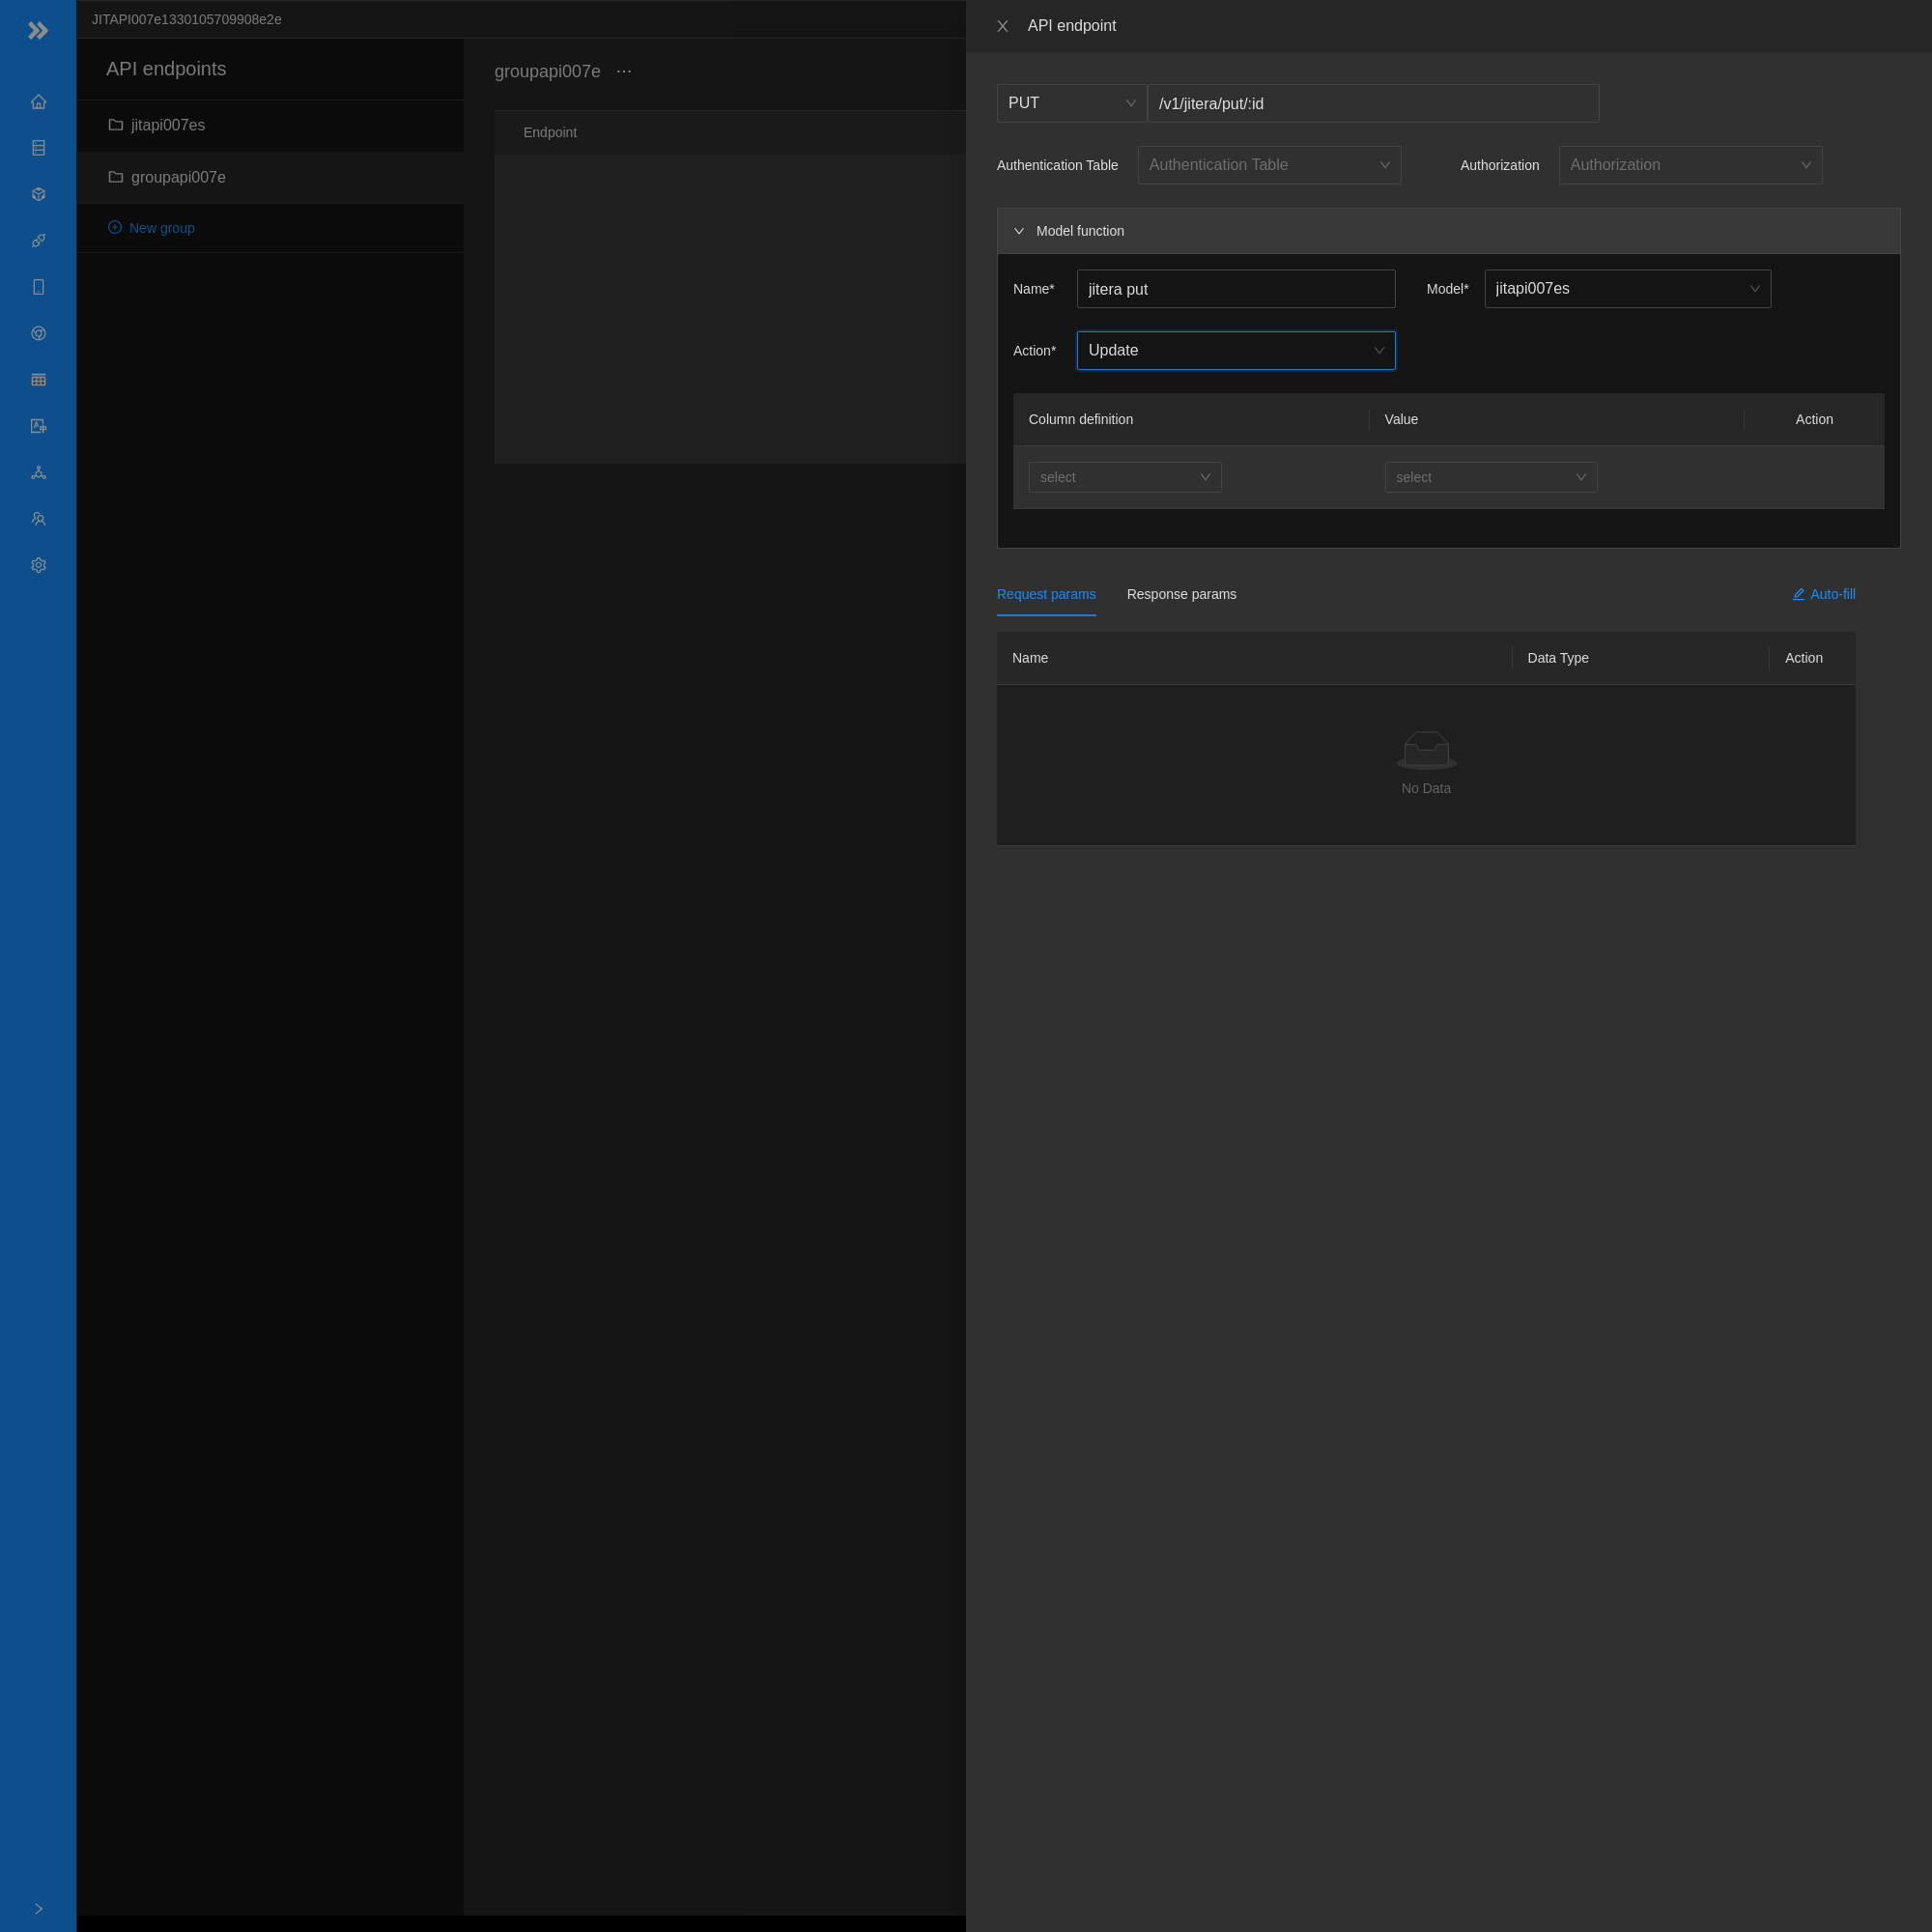 JITAPI007e1330105709908e2e
API endpoints
jitapi007es
groupapi007e
New group
groupapi007e ···
Endpoint
API endpoint
PUT /v1/jitera/put/:id
Authentication Table Authentication Table Authorization Authorization
Model function
Name* jitera put Model* jitapi007es
Action* Update
Column definition Value Action
select select
Request params Response params Auto-fill
Name Data Type Action
No Data